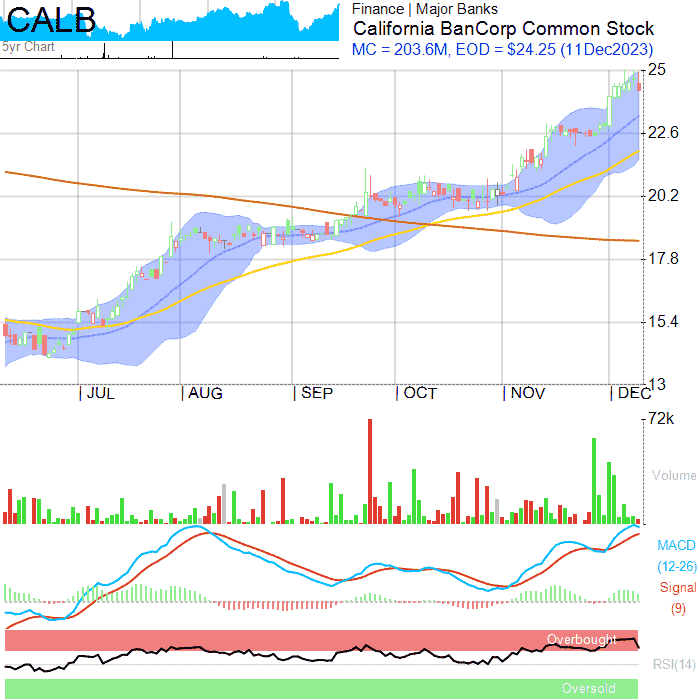 CALB
5yr Chart
Finance | Major Banks
California BanCorp Common Stock
MC = 203.6M, EOD = $24.25 (11Dec2023)
25
22.6
20.2
17.8
15.4
13
JUL AUG SEP OCT NOV DEC
72k
Volume
MACD
(12-26)
Signal
(9)
Overbought
RSI(14)
Oversold